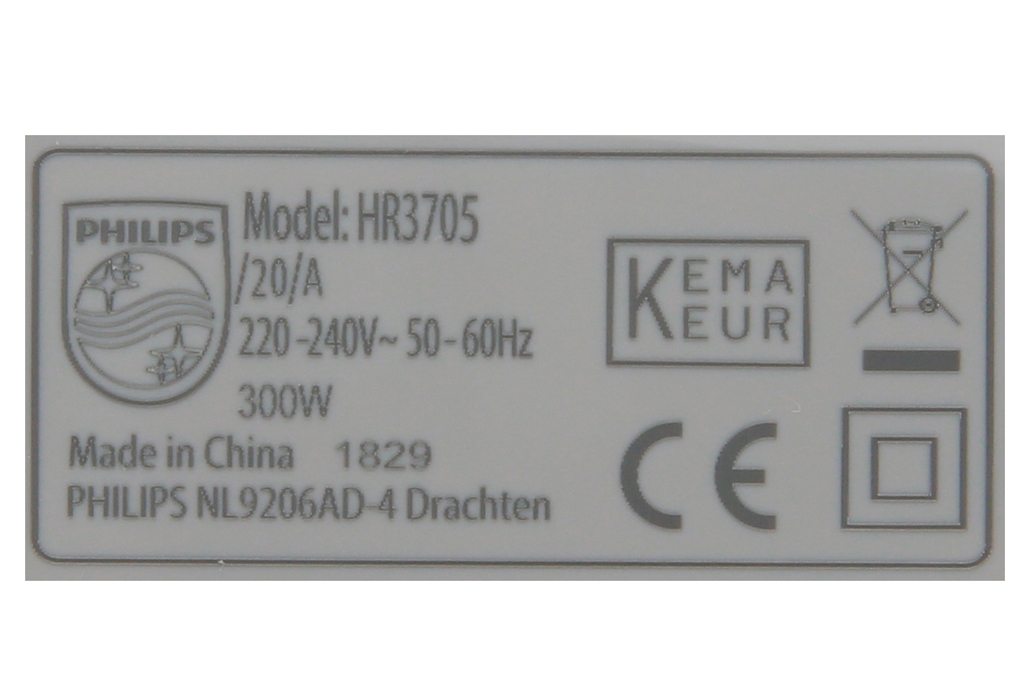 PHILIPS
Model: HR3705
/20/A
220-240V~ 50-60Hz
300W
Made in China 1829
PHILIPS NL9206AD-4 Drachten
KEMA
KEUR
CE